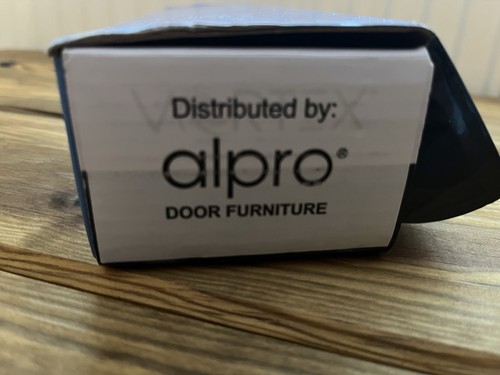 Distributed by:
alpro®
DOOR FURNITURE